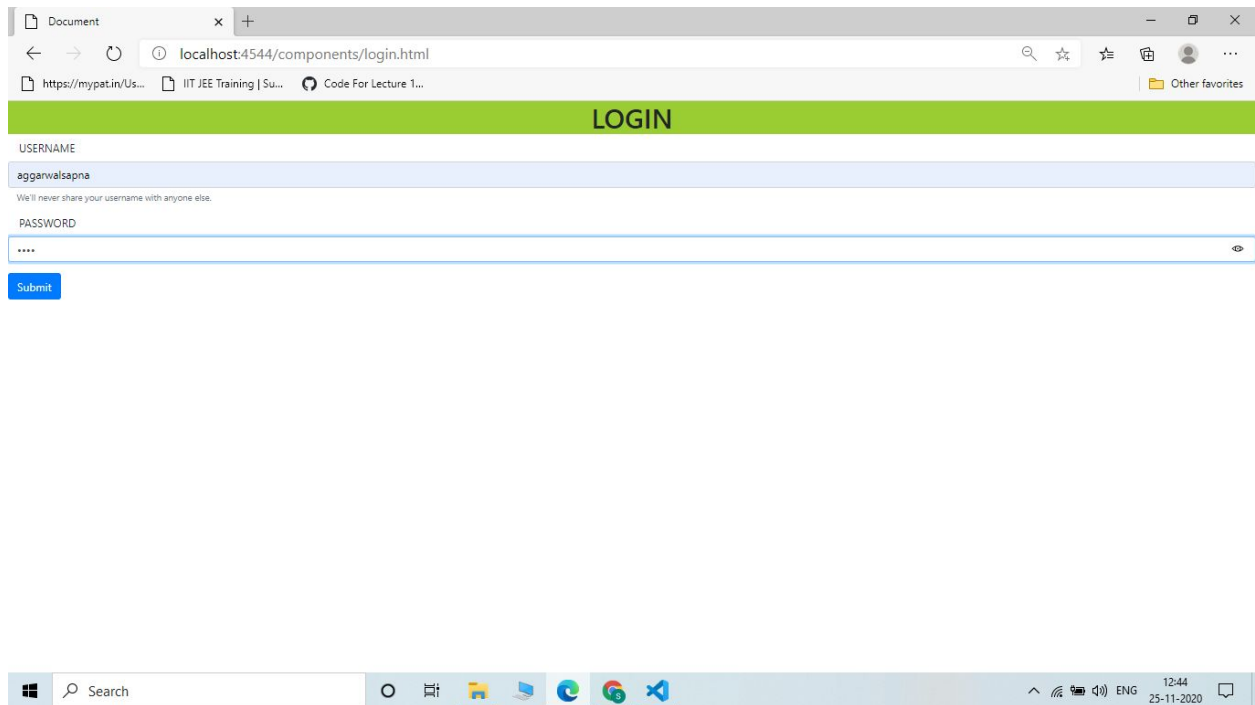 Document
localhost:4544/components/login.html
https://mypat.in/Us... IIT JEE Training | Su... Code For Lecture 1... Other favorites
LOGIN
USERNAME
aggarwalsapna
We'll never share your username with anyone else.
PASSWORD
••••
Submit
Search
ENG
12:44
25-11-2020